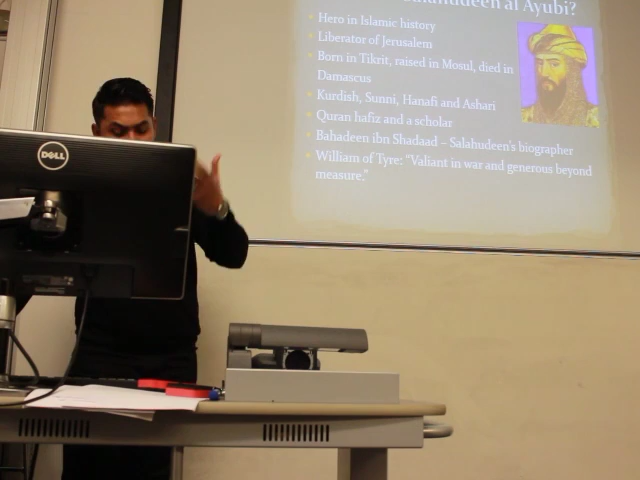 al Ayubi?
Hero in Islamic history
Liberator of Jerusalem
Born in Tikrit, raised in Mosul, died in
Damascus
Kurdish, Sunni, Hanafi and Ashari
Quran hafiz and a scholar
Bahadeen ibn Shadaad – Salahudeen's biographer
William of Tyre: "Valiant in war and generous beyond
measure."
DELL